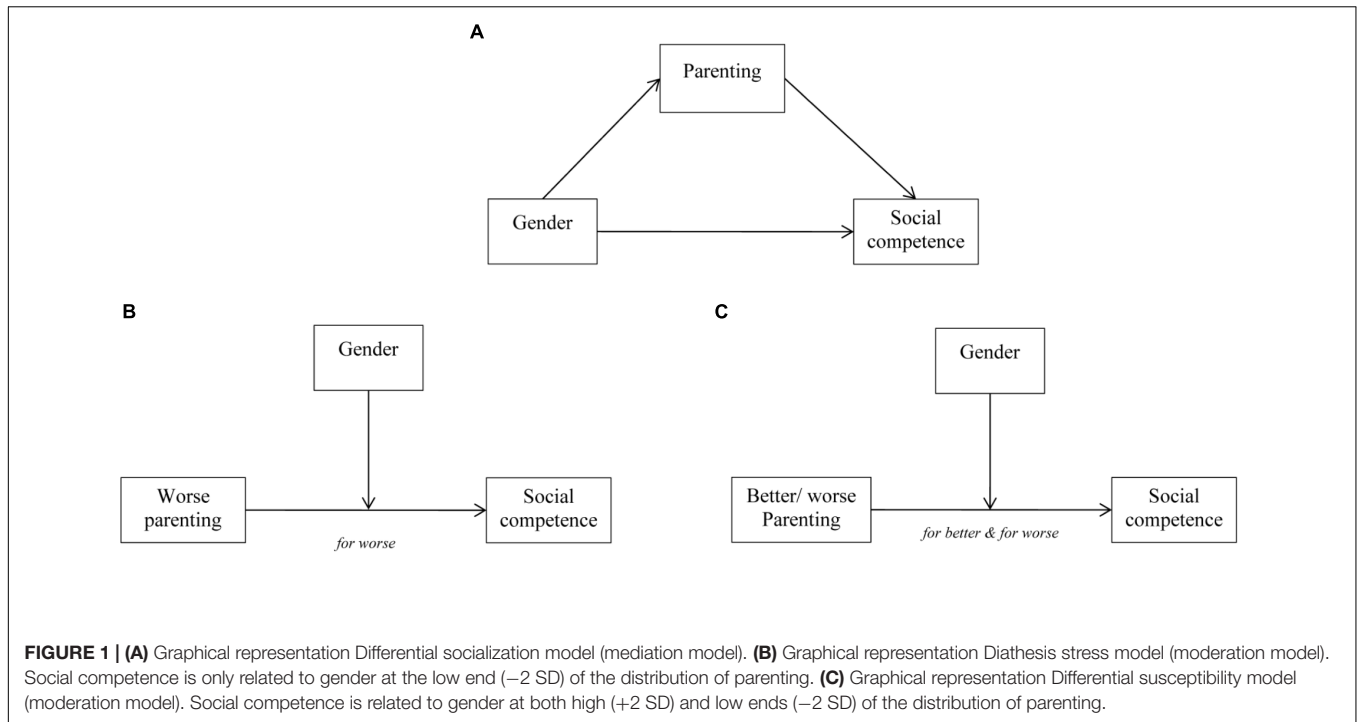 A
Parenting
Gender
Social
competence
B
Gender
Worse
parenting
Social
competence
for worse
C
Gender
Better/ worse
Parenting
Social
competence
for better & for worse
FIGURE 1 | (A) Graphical representation Differential socialization model (mediation model). (B) Graphical representation Diathesis stress model (moderation model).
Social competence is only related to gender at the low end (−2 SD) of the distribution of parenting. (C) Graphical representation Differential susceptibility model
(moderation model). Social competence is related to gender at both high (+2 SD) and low ends (−2 SD) of the distribution of parenting.